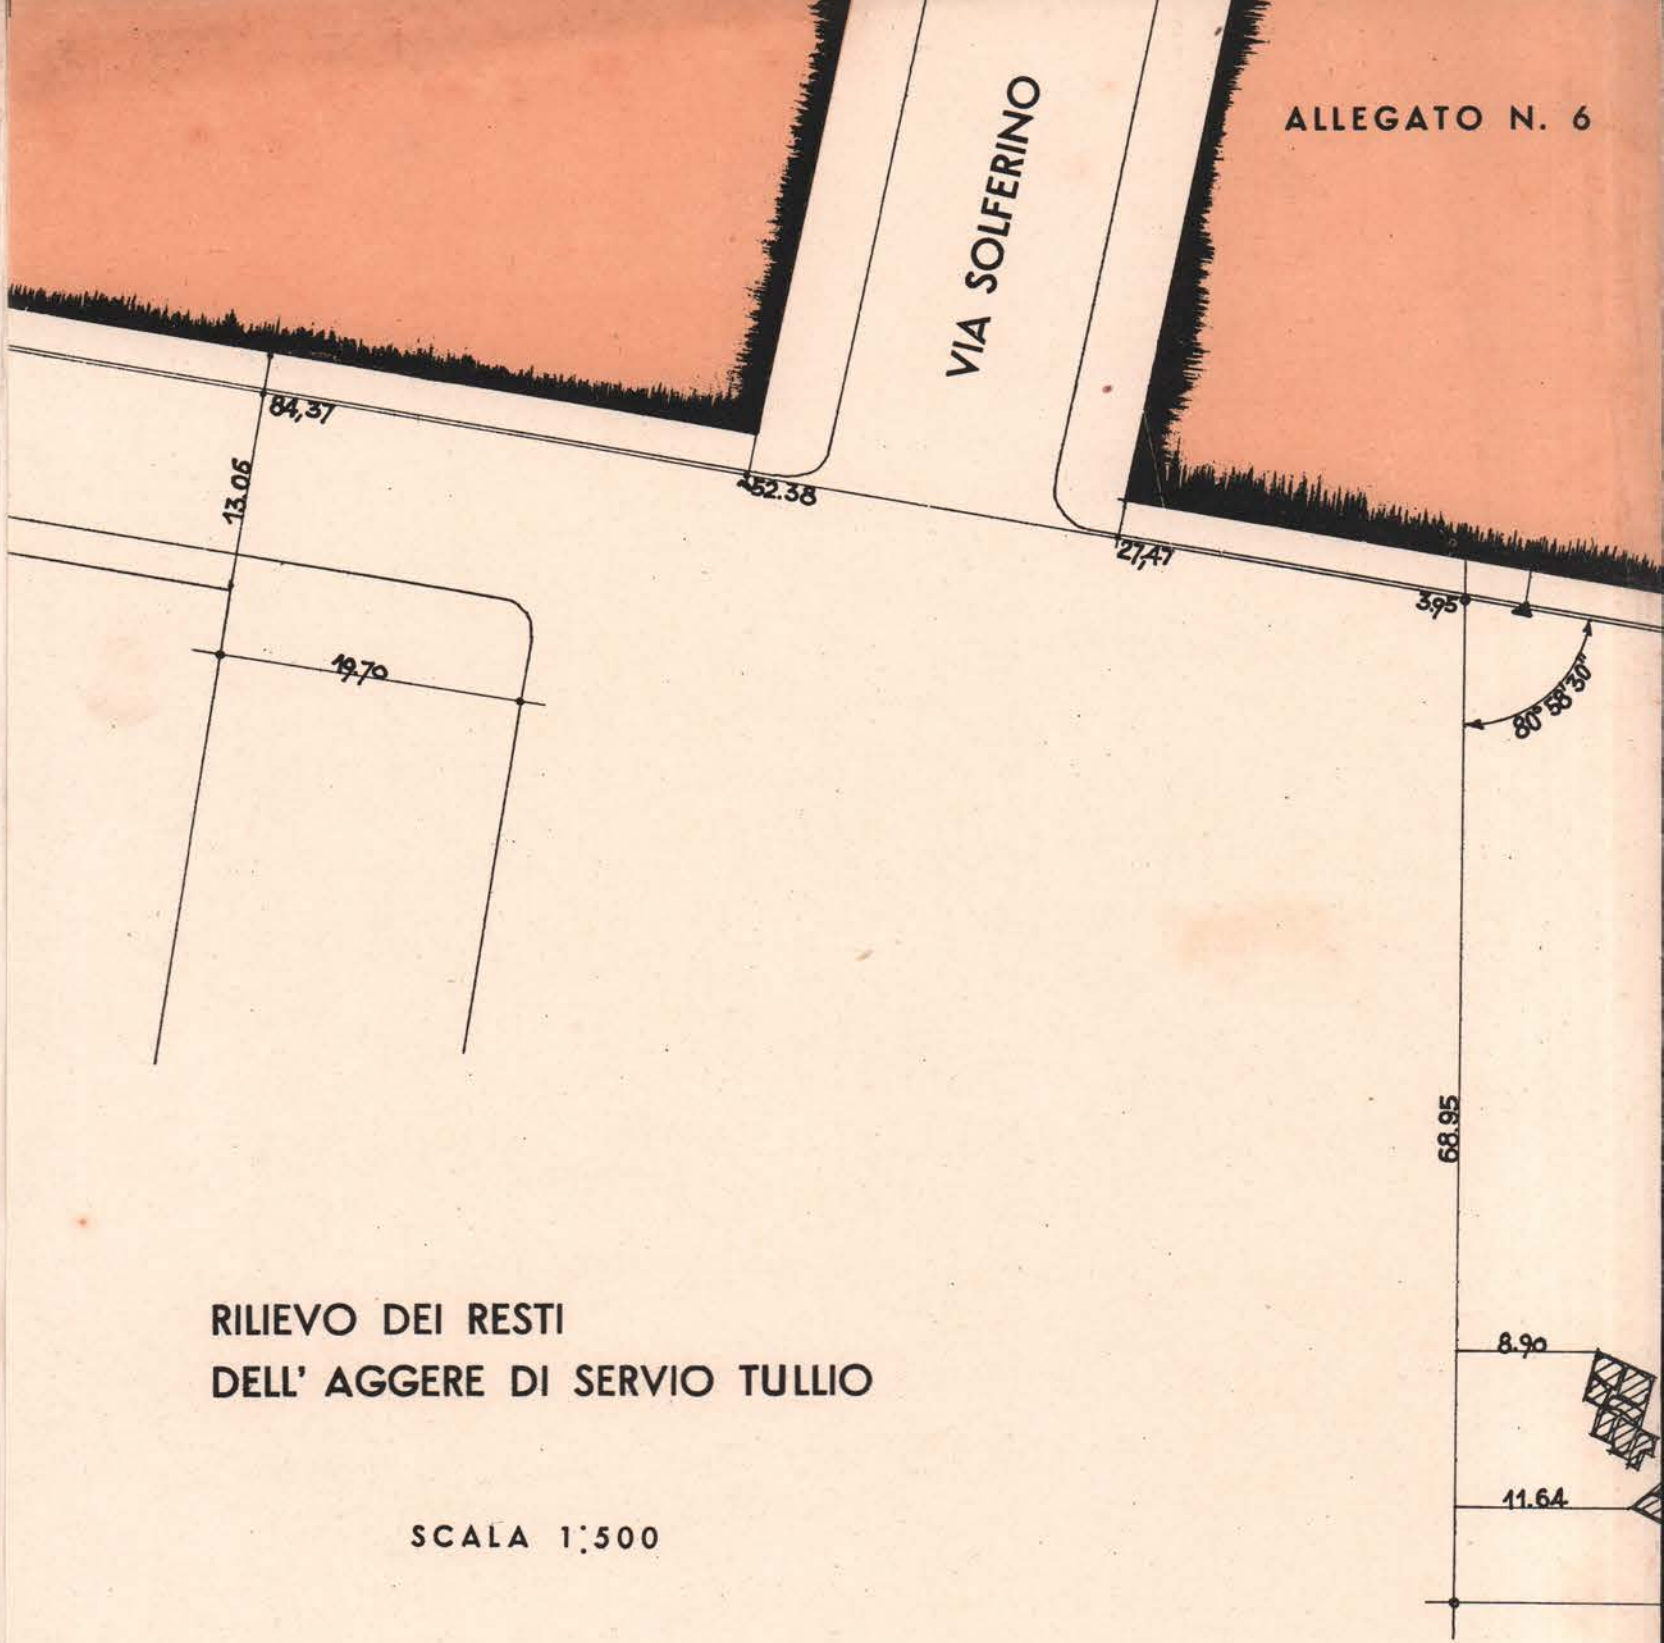 ALLEGATO N. 6
VIA SOLFERINO
84,37
13.06
52.38
27,47
3.95
80° 58' 30"
19.70
68.95
RILIEVO DEI RESTI
DELL' AGGERE DI SERVIO TULLIO
8.90
11.64
SCALA 1:500